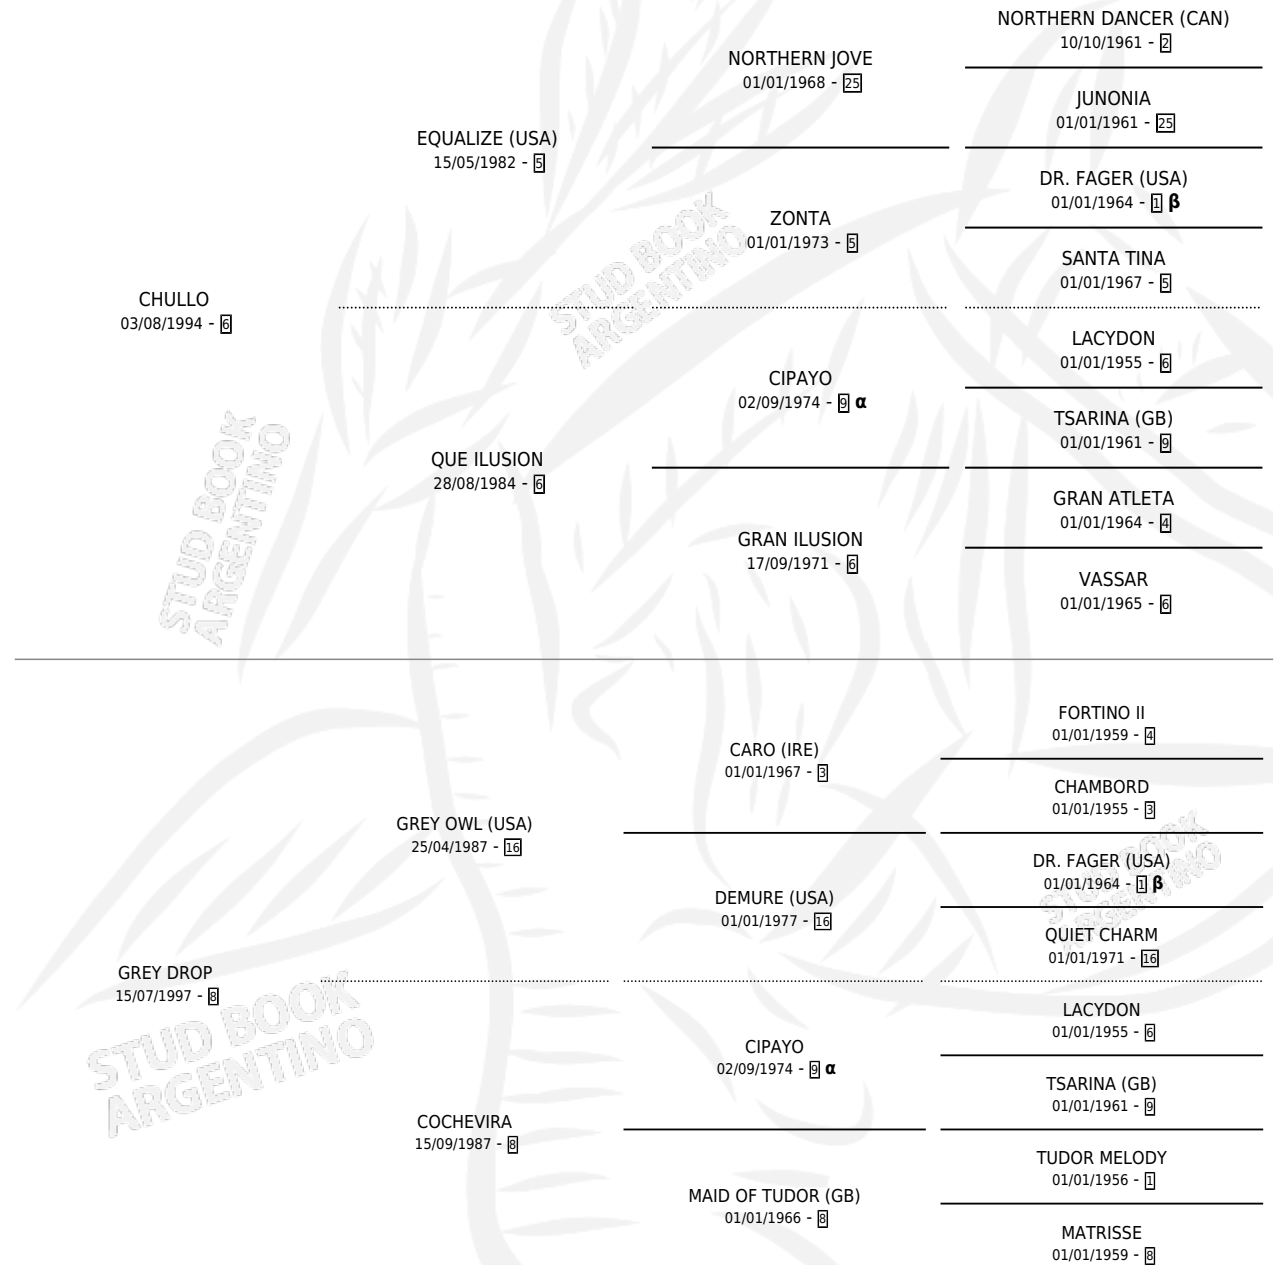 NORTHERN DANCER (CAN)
10/10/1961 - 2
NORTHERN JOVE
01/01/1968 - 25
JUNONIA
01/01/1961 - 25
EQUALIZE (USA)
15/05/1982 - 5
DR. FAGER (USA)
01/01/1964 - 1 β
ZONTA
01/01/1973 - 5
SANTA TINA
01/01/1967 - 5
STUD BOOK
ARGENTINO
CHULLO
03/08/1994 - 6
LACYDON
01/01/1955 - 6
CIPAYO
02/09/1974 - 9 α
TSARINA (GB)
01/01/1961 - 9
QUE ILUSION
28/08/1984 - 6
GRAN ATLETA
01/01/1964 - 4
GRAN ILUSION
17/09/1971 - 6
VASSAR
01/01/1965 - 6
STUD BOOK
ARGENTINO
FORTINO II
01/01/1959 - 4
CARO (IRE)
01/01/1967 - 3
CHAMBORD
01/01/1955 - 3
GREY OWL (USA)
25/04/1987 - 16
DR. FAGER (USA)
01/01/1964 - 1 β
DEMURE (USA)
01/01/1977 - 16
QUIET CHARM
01/01/1971 - 16
STUD BOOK
ARGENTINO
GREY DROP
15/07/1997 - 8
LACYDON
01/01/1955 - 6
CIPAYO
02/09/1974 - 9 α
TSARINA (GB)
01/01/1961 - 9
STUD BOOK
ARGENTINO
COCHEVIRA
15/09/1987 - 8
TUDOR MELODY
01/01/1956 - 1
MAID OF TUDOR (GB)
01/01/1966 - 8
MATRISSE
01/01/1959 - 8